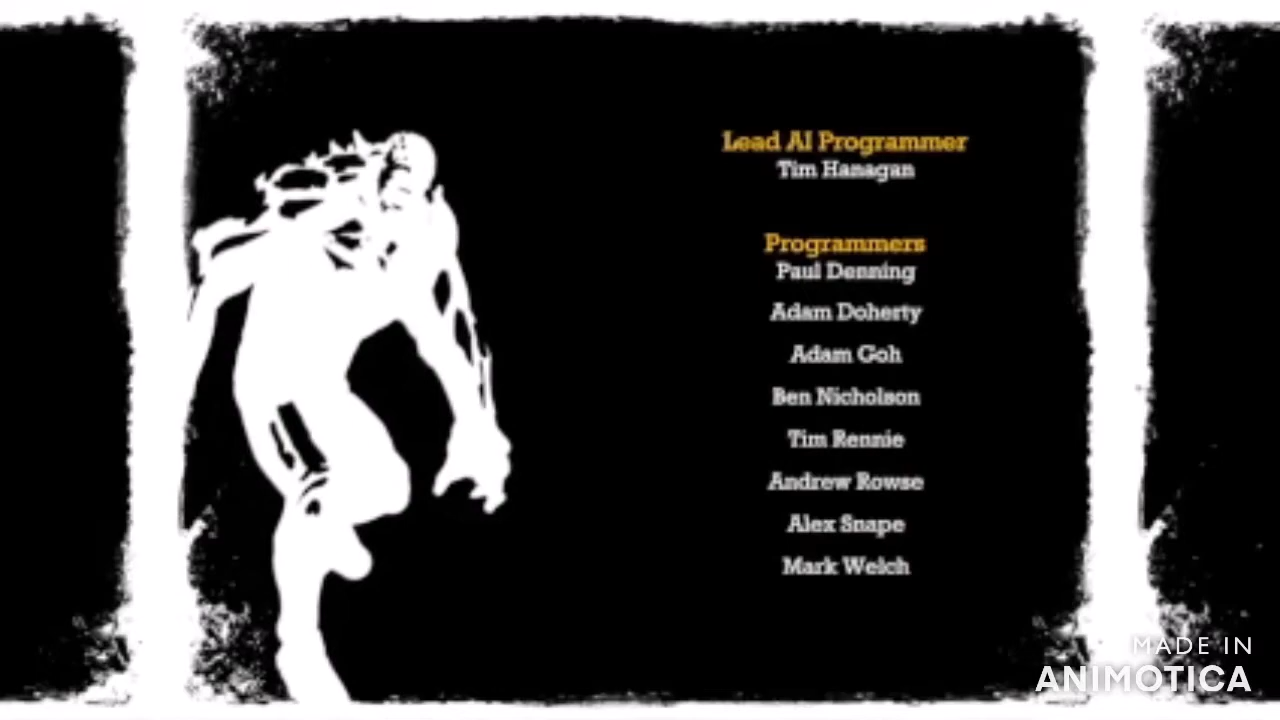 Lead AI Programmer
Tim Hanagan
Programmers
Paul Denning
Adam Doherty
Adam Goh
Ben Nicholson
Tim Rennie
Andrew Rowse
Alex Snape
Mark Welch
MADE IN
ANIMOTICA